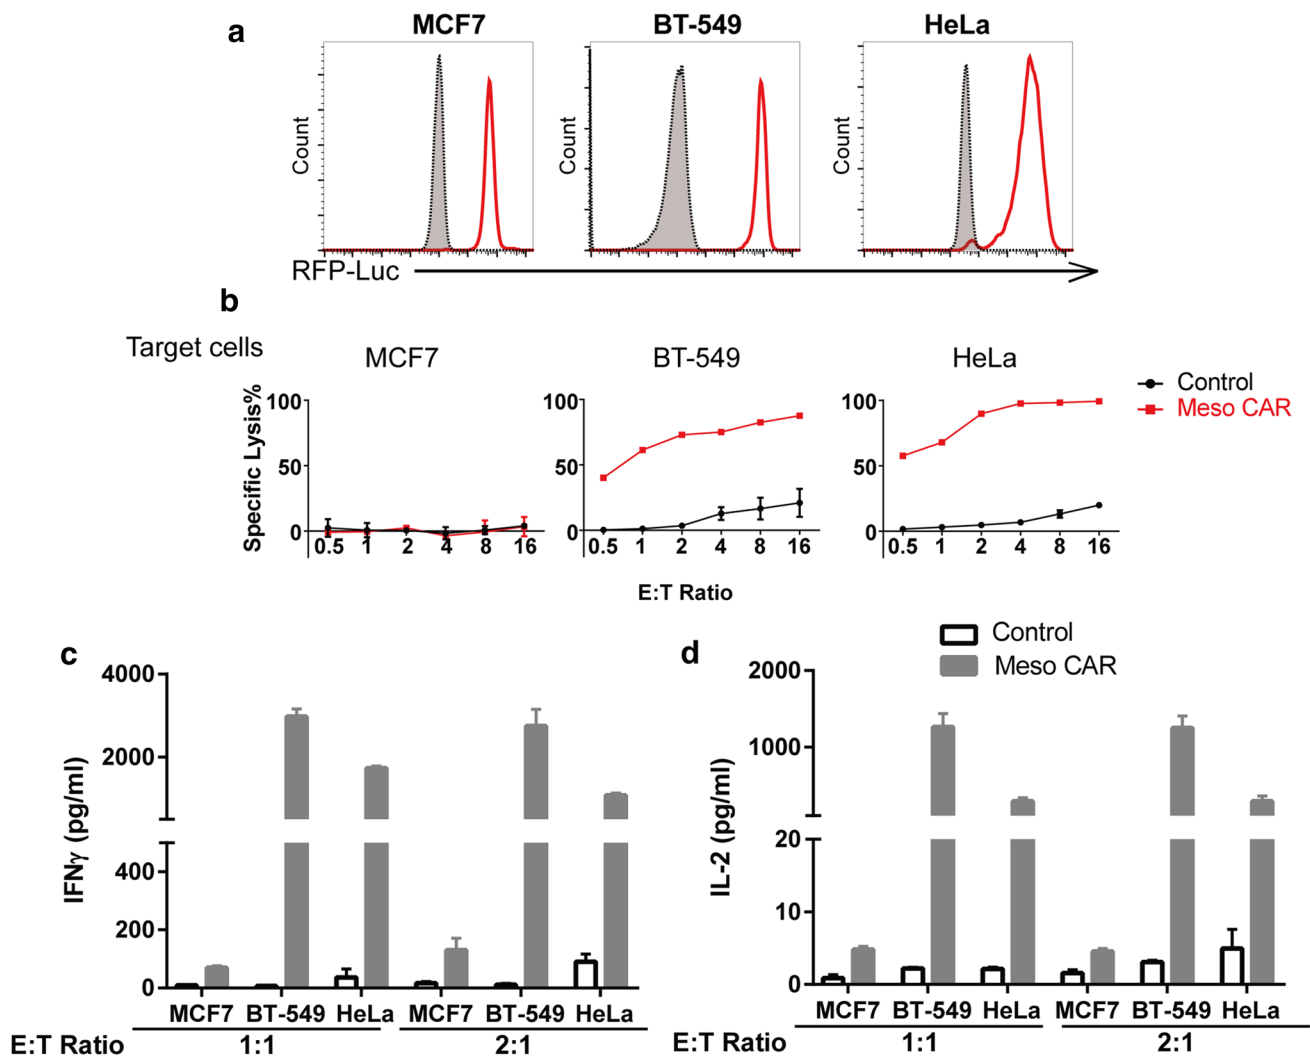 a
MCF7 BT-549 HeLa
Count Count Count
RFP-Luc
b
Target cells
MCF7 BT-549 HeLa
Control
Meso CAR
Specific Lysis%
100 50 0
0.5 1 2 4 8 16
100 50 0
0.5 1 2 4 8 16
100 50 0
0.5 1 2 4 8 16
E:T Ratio
c
IFNγ (pg/ml)
4000
2000
400
200
0
MCF7 BT-549 HeLa MCF7 BT-549 HeLa
E:T Ratio 1:1 2:1
d
Control
Meso CAR
IL-2 (pg/ml)
2000
1000
20
10
0
MCF7 BT-549 HeLa MCF7 BT-549 HeLa
E:T Ratio 1:1 2:1